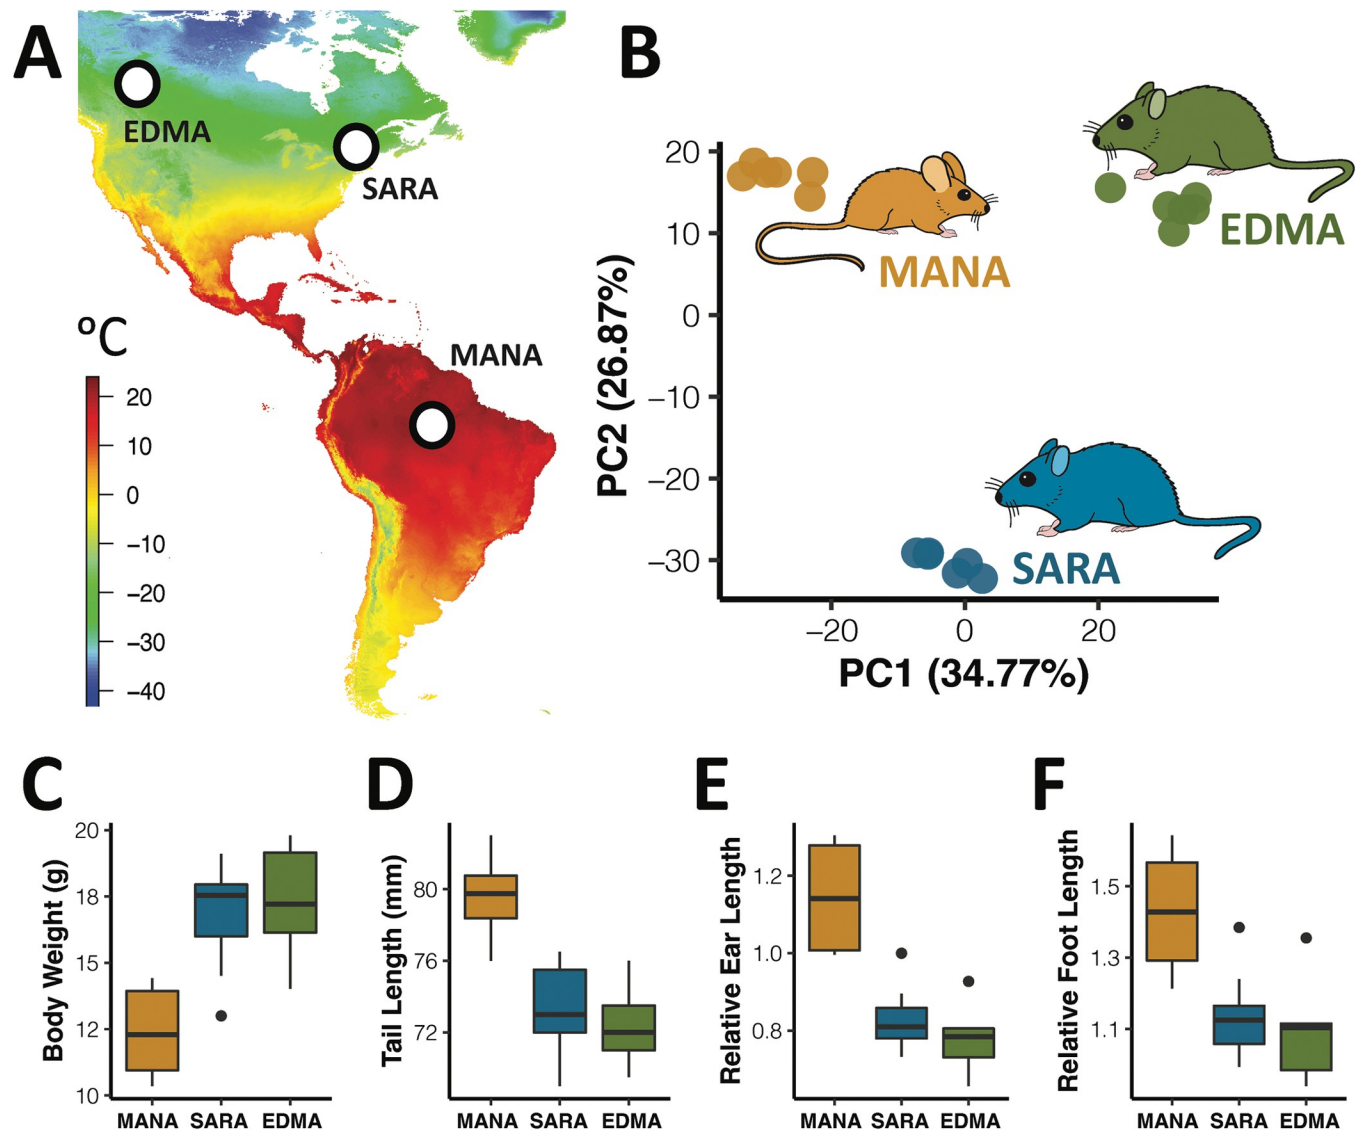 A
EDMA
SARA
MANA
ºC
20
10
0
−10
−20
−30
−40
B
PC2 (26.87%)
20
10
0
−10
−20
−30
MANA
EDMA
SARA
−20 0 20
PC1 (34.77%)
C
Body Weight (g)
20
18
15
12
10
MANA SARA EDMA
D
Tail Length (mm)
80
76
72
MANA SARA EDMA
E
Relative Ear Length
1.2
1.0
0.8
MANA SARA EDMA
F
Relative Foot Length
1.5
1.3
1.1
MANA SARA EDMA